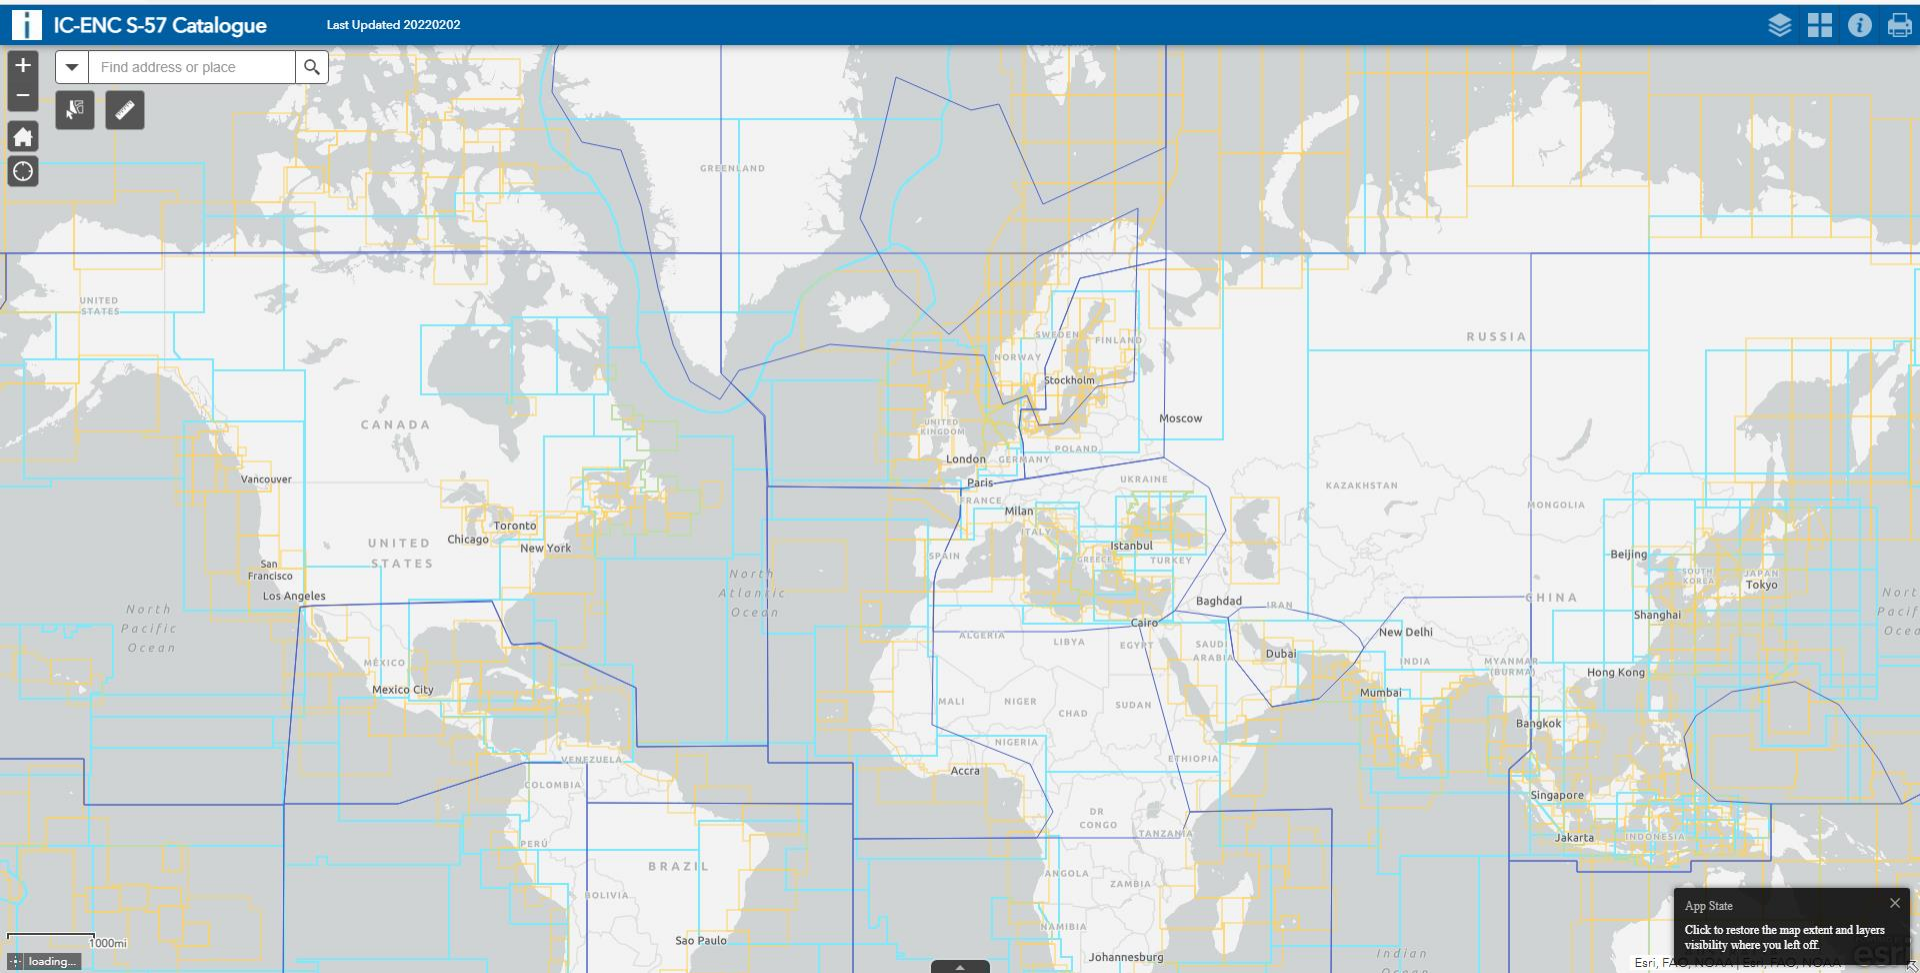 IC-ENC S-57 Catalogue
Last Updated 20220202
Find address or place
GREENLAND
UNITED
STATES
RUSSIA
SWEDEN
FINLAND
NORWAY
Stockholm
Moscow
CANADA
UNITED
KINGDOM
London
GERMANY
POLAND
Vancouver
Paris
UKRAINE
KAZAKHSTAN
FRANCE
MONGOLIA
Milan
Toronto
ITALY
Chicago
New York
Istanbul
UNITED
STATES
SPAIN
GREECE
TURKEY
Beijing
San
Francisco
North
Atlantic
Ocean
SOUTH
KOREA
JAPAN
Tokyo
Los Angeles
Baghdad
IRAN
CHINA
North
Pacific
Ocean
Nort
Pacif
Ocea
Shanghai
Cairo
ALGERIA
LIBYA
EGYPT
SAUDI
ARABIA
Dubai
New Delhi
INDIA
MYANMAR
(BURMA)
Hong Kong
MÉXICO
Mexico City
Mumbai
MALI
NIGER
CHAD
SUDAN
Bangkok
NIGERIA
VENEZUELA
ETHIOPIA
Accra
COLOMBIA
Singapore
DR
CONGO
TANZANIA
Jakarta
INDONESIA
PERÚ
BRAZIL
ANGOLA
ZAMBIA
BOLIVIA
NAMIBIA
Sao Paulo
Johannesburg
Indian
Ocean
1000mi
loading...
App State
Click to restore the map extent and layers
visibility where you left off.
esri
Esri, FAO, NOAA | Esri, FAO, NOAA